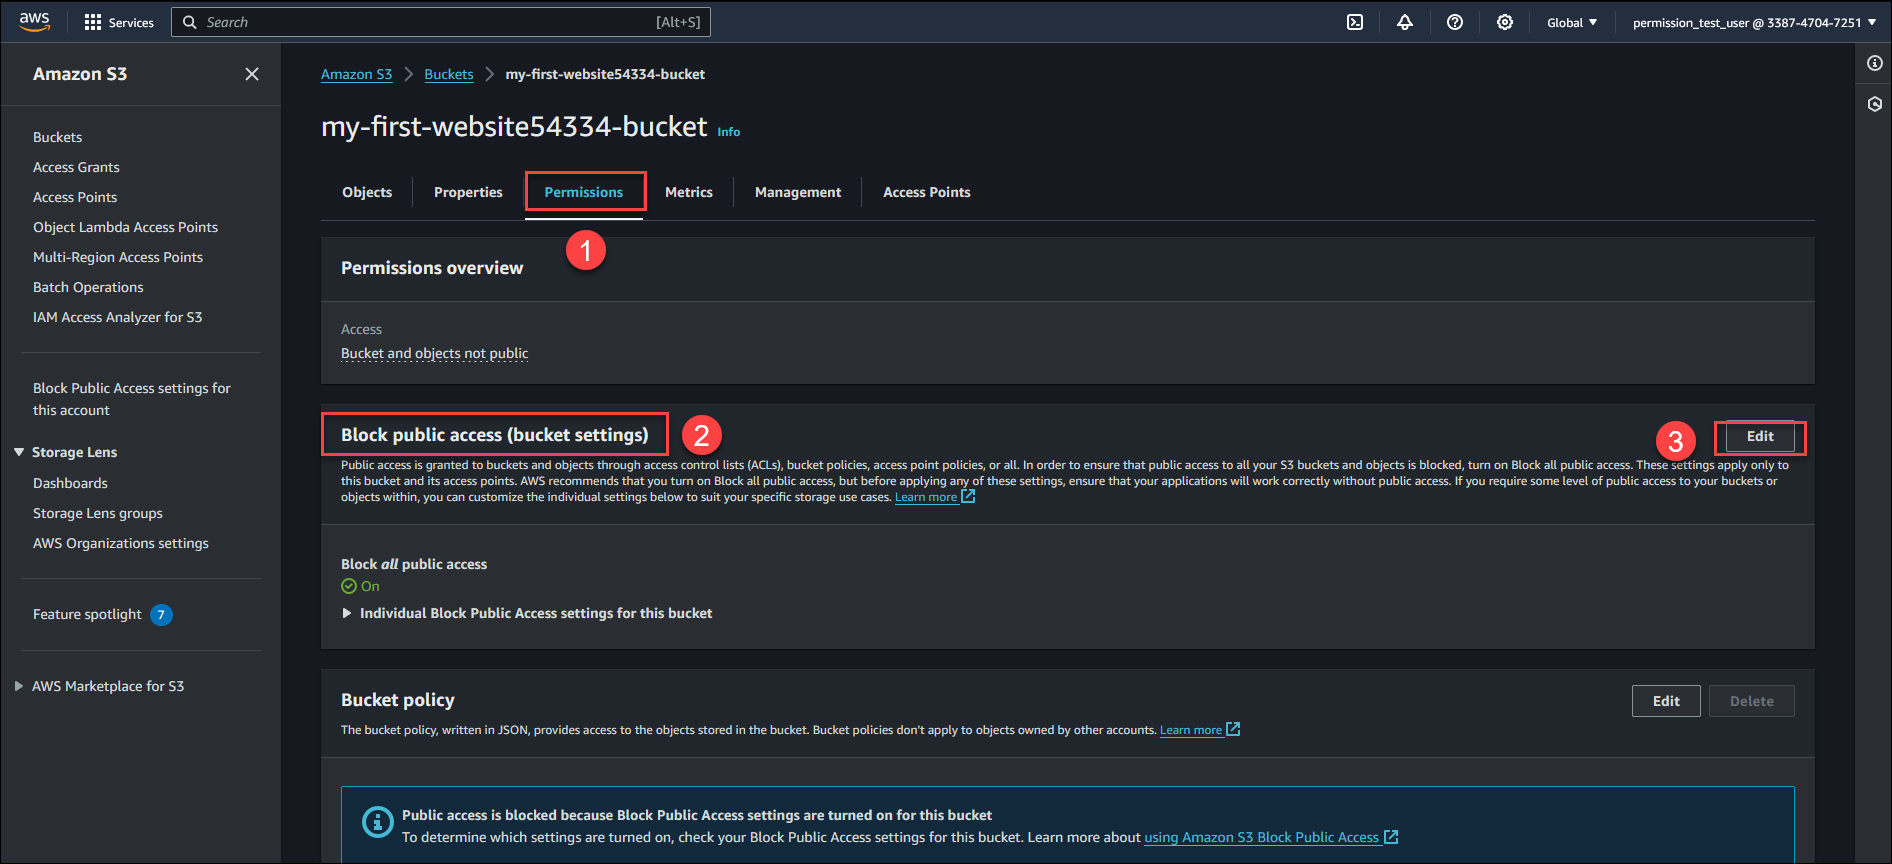 aws
Services
Search
[Alt+S]
Global
permission_test_user @ 3387-4704-7251
Amazon S3
Buckets
Access Grants
Access Points
Object Lambda Access Points
Multi-Region Access Points
Batch Operations
IAM Access Analyzer for S3
Block Public Access settings for
this account
Storage Lens
Dashboards
Storage Lens groups
AWS Organizations settings
Feature spotlight 7
AWS Marketplace for S3
Amazon S3 > Buckets > my-first-website54334-bucket
my-first-website54334-bucket Info
Objects Properties Permissions Metrics Management Access Points
1
Permissions overview
Access
Bucket and objects not public
Block public access (bucket settings)
2
3
Edit
Public access is granted to buckets and objects through access control lists (ACLs), bucket policies, access point policies, or all. In order to ensure that public access to all your S3 buckets and objects is blocked, turn on Block all public access. These settings apply only to
this bucket and its access points. AWS recommends that you turn on Block all public access, but before applying any of these settings, ensure that your applications will work correctly without public access. If you require some level of public access to your buckets or
objects within, you can customize the individual settings below to suit your specific storage use cases. Learn more
Block all public access
On
Individual Block Public Access settings for this bucket
Bucket policy
Edit
Delete
The bucket policy, written in JSON, provides access to the objects stored in the bucket. Bucket policies don't apply to objects owned by other accounts. Learn more
Public access is blocked because Block Public Access settings are turned on for this bucket
To determine which settings are turned on, check your Block Public Access settings for this bucket. Learn more about using Amazon S3 Block Public Access